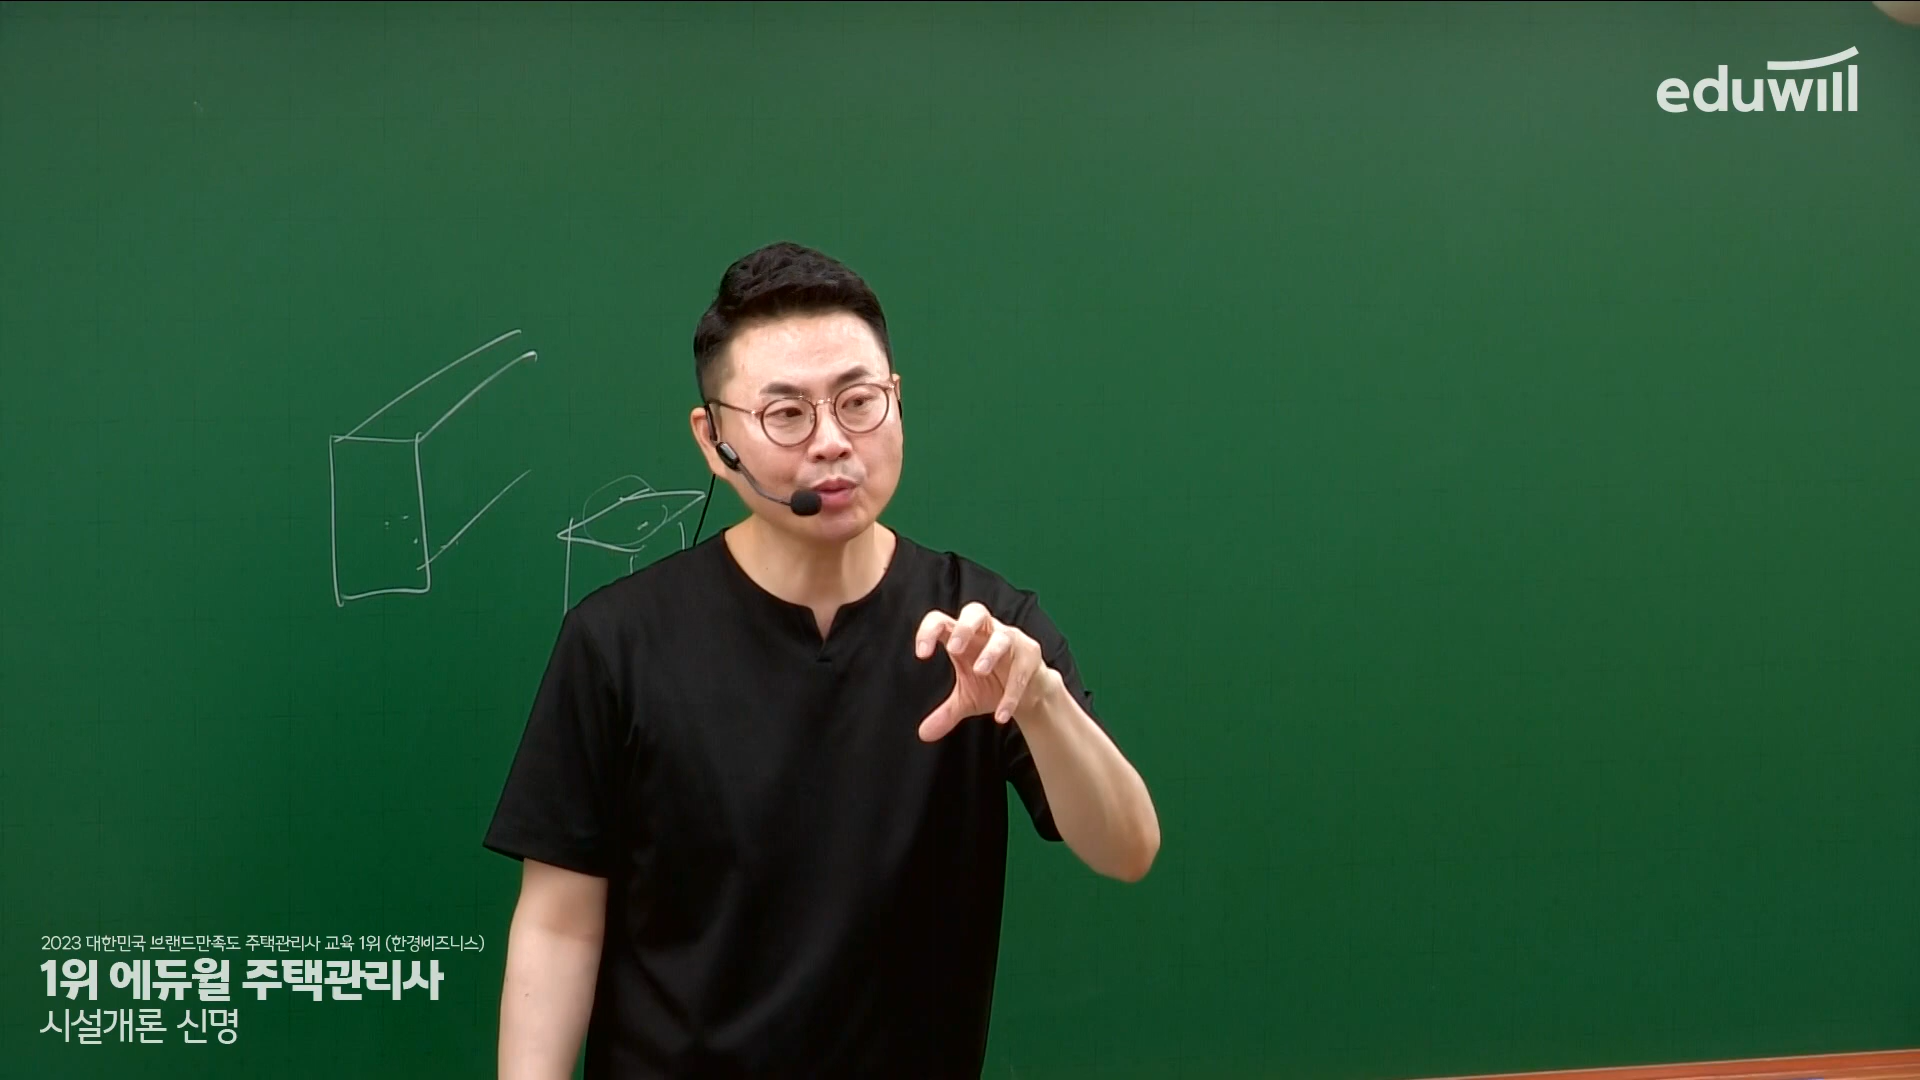 eduwill
2023 대한민국 브랜드만족도 주택관리사 교육 1위 (한경비즈니스)
1위 에듀윌 주택관리사
시설개론 신명